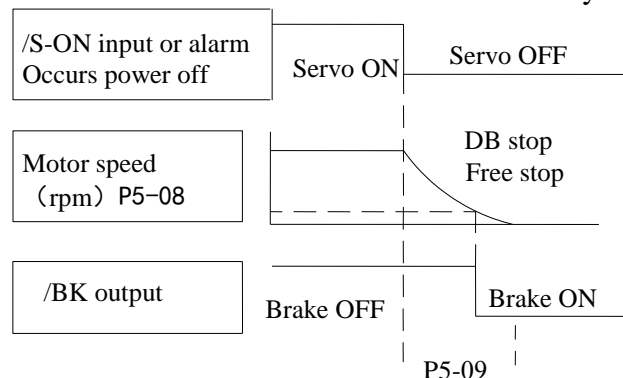 /S-ON input or alarm
Occurs power off
Servo ON
Servo OFF
Motor speed
（rpm）P5-08
DB stop
Free stop
/BK output
Brake OFF
Brake ON
P5-09